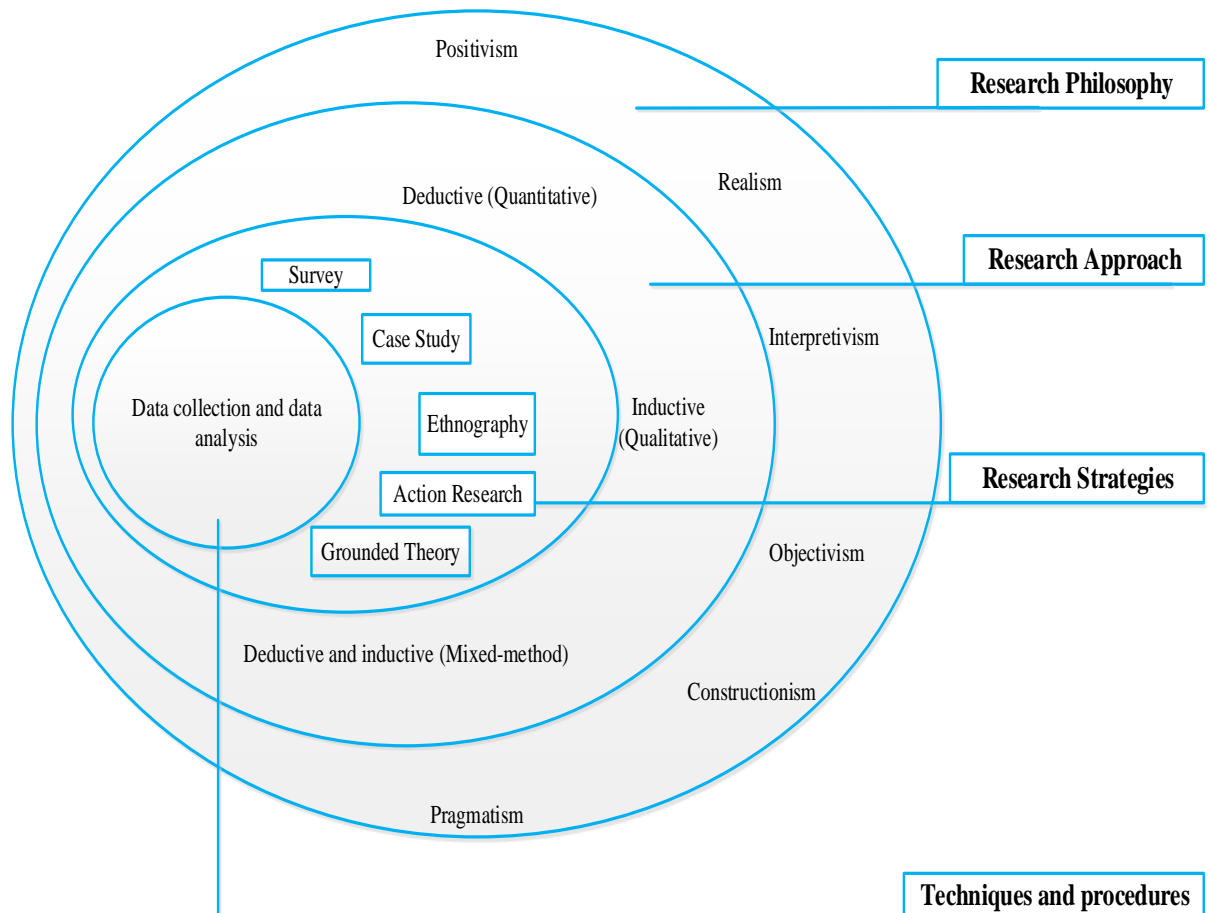 Positivism
Research Philosophy
Realism
Deductive (Quantitative)
Research Approach
Survey
Case Study
Interpretivism
Data collection and data
analysis
Ethnography
Inductive
(Qualitative)
Action Research
Research Strategies
Grounded Theory
Objectivism
Deductive and inductive (Mixed-method)
Constructionism
Pragmatism
Techniques and procedures